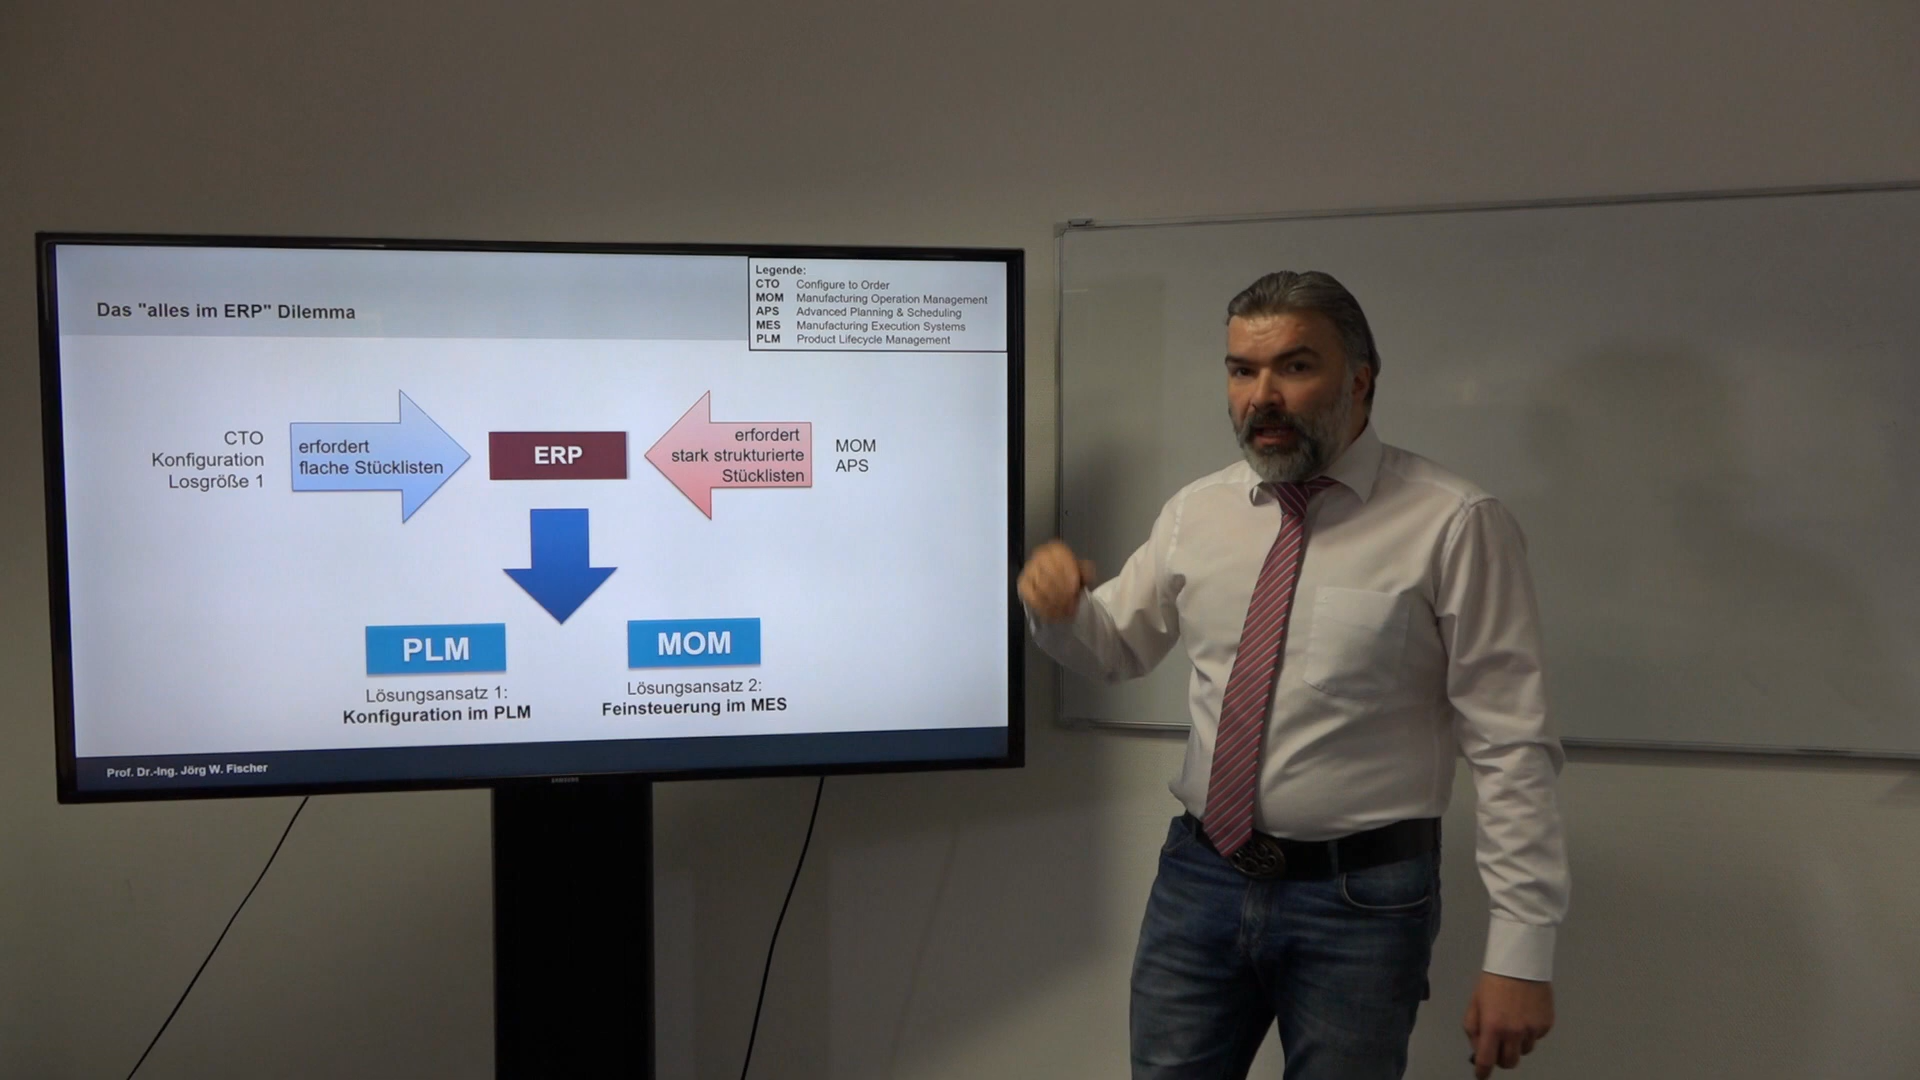 Das "alles im ERP" Dilemma
Legende:
CTO Configure to Order
MOM Manufacturing Operation Management
APS Advanced Planning & Scheduling
MES Manufacturing Execution Systems
PLM Product Lifecycle Management
CTO
Konfiguration
Losgröße 1
erfordert
flache Stücklisten
ERP
erfordert
stark strukturierte
Stücklisten
MOM
APS
PLM
Lösungsansatz 1:
Konfiguration im PLM
MOM
Lösungsansatz 2:
Feinsteuerung im MES
Prof. Dr.-Ing. Jörg W. Fischer
SAMSUNG